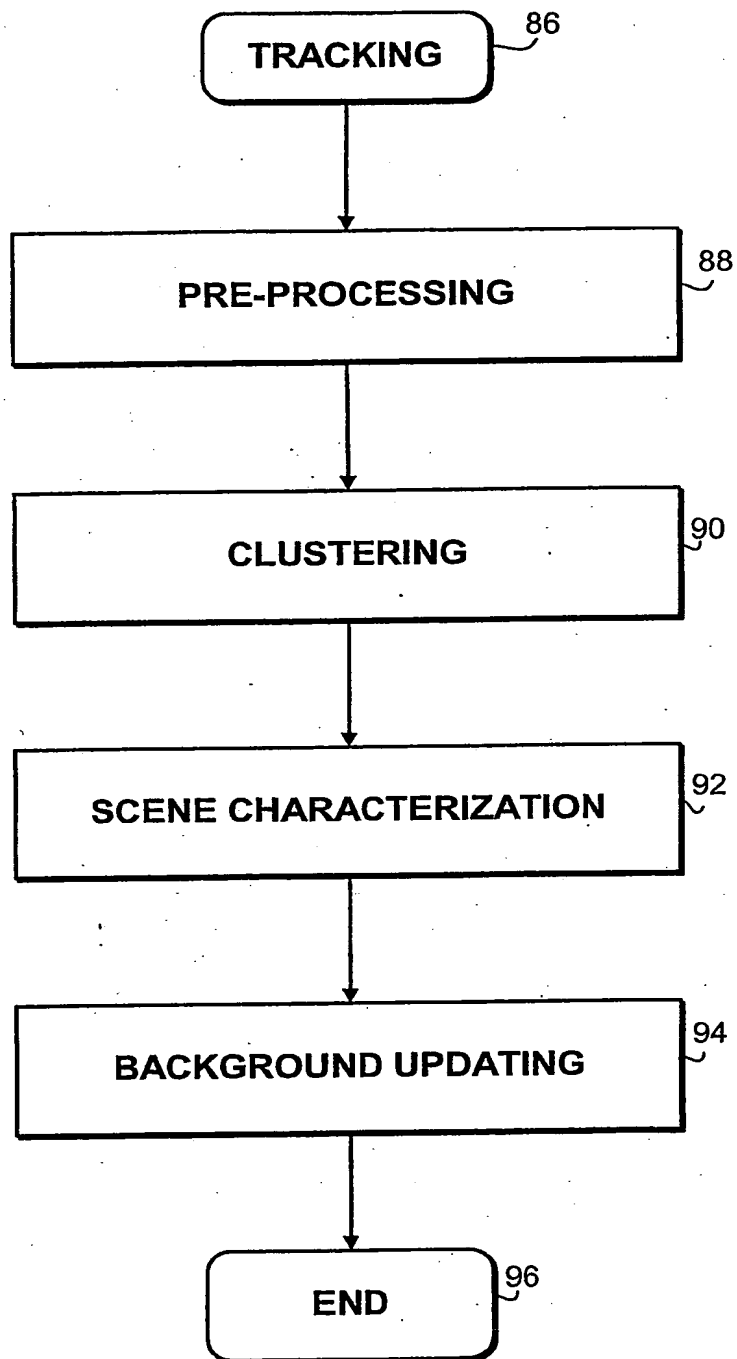 TRACKING
86
PRE-PROCESSING
88
CLUSTERING
90
SCENE CHARACTERIZATION
92
BACKGROUND UPDATING
94
END
96